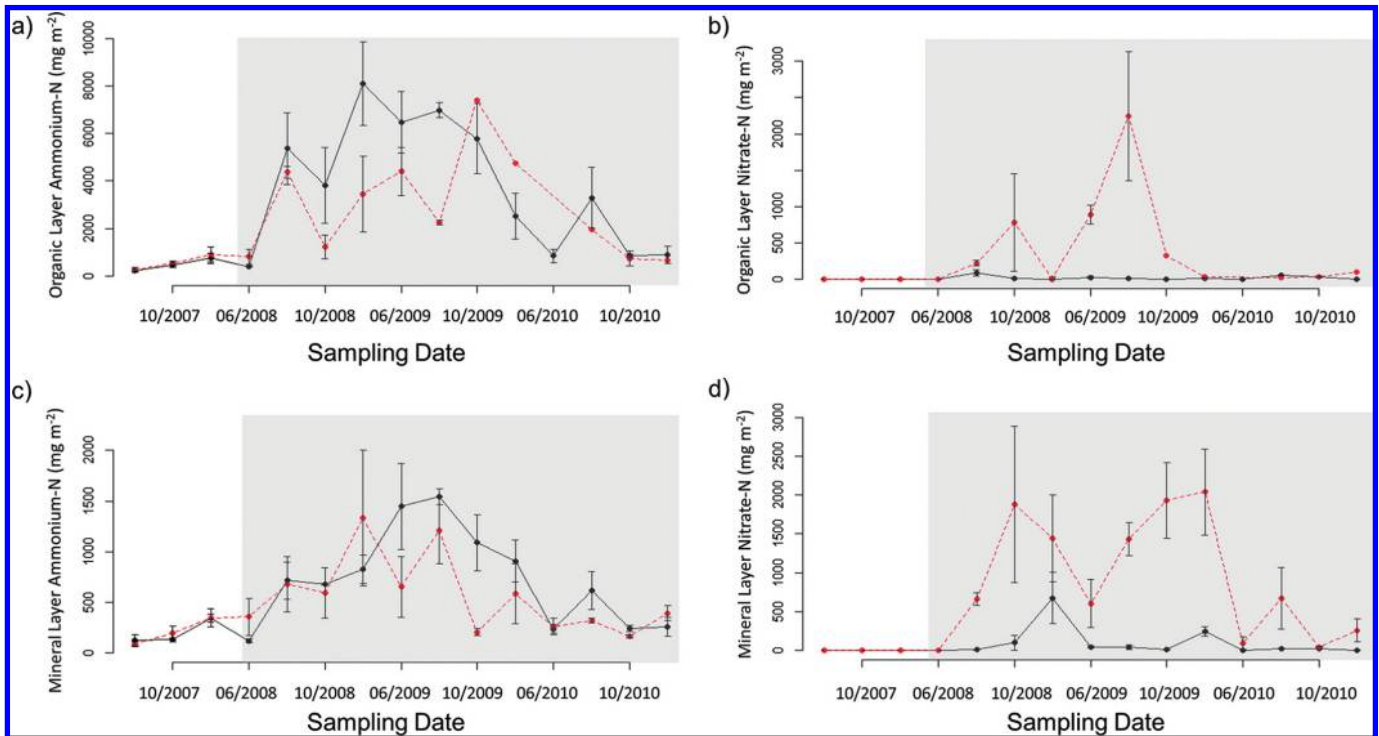 a)
Organic Layer Ammonium-N (mg m-2)
0 2000 4000 6000 8000 10000
10/2007 06/2008 10/2008 06/2009 10/2009 06/2010 10/2010
Sampling Date
b)
Organic Layer Nitrate-N (mg m-2)
0 500 1000 2000 3000
10/2007 06/2008 10/2008 06/2009 10/2009 06/2010 10/2010
Sampling Date
c)
Mineral Layer Ammonium-N (mg m-2)
0 500 1000 1500 2000
10/2007 06/2008 10/2008 06/2009 10/2009 06/2010 10/2010
Sampling Date
d)
Mineral Layer Nitrate-N (mg m-2)
0 500 1000 1500 2000 2500 3000
10/2007 06/2008 10/2008 06/2009 10/2009 06/2010 10/2010
Sampling Date